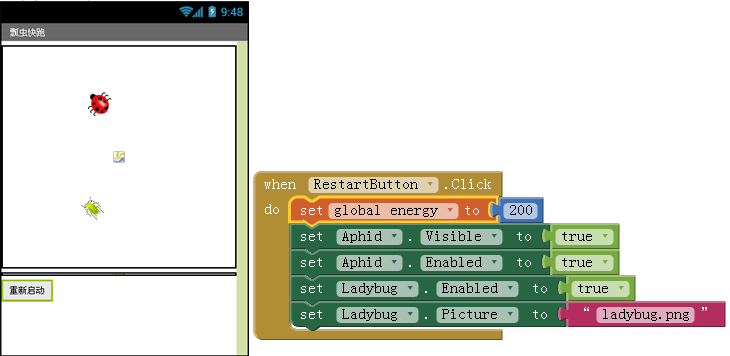 9:48
瓢虫快跑
重新启动
when RestartButton .Click
do set global energy to 200
set Aphid . Visible to true
set Aphid . Enabled to true
set Ladybug . Enabled to true
set Ladybug . Picture to “ ladybug.png ”